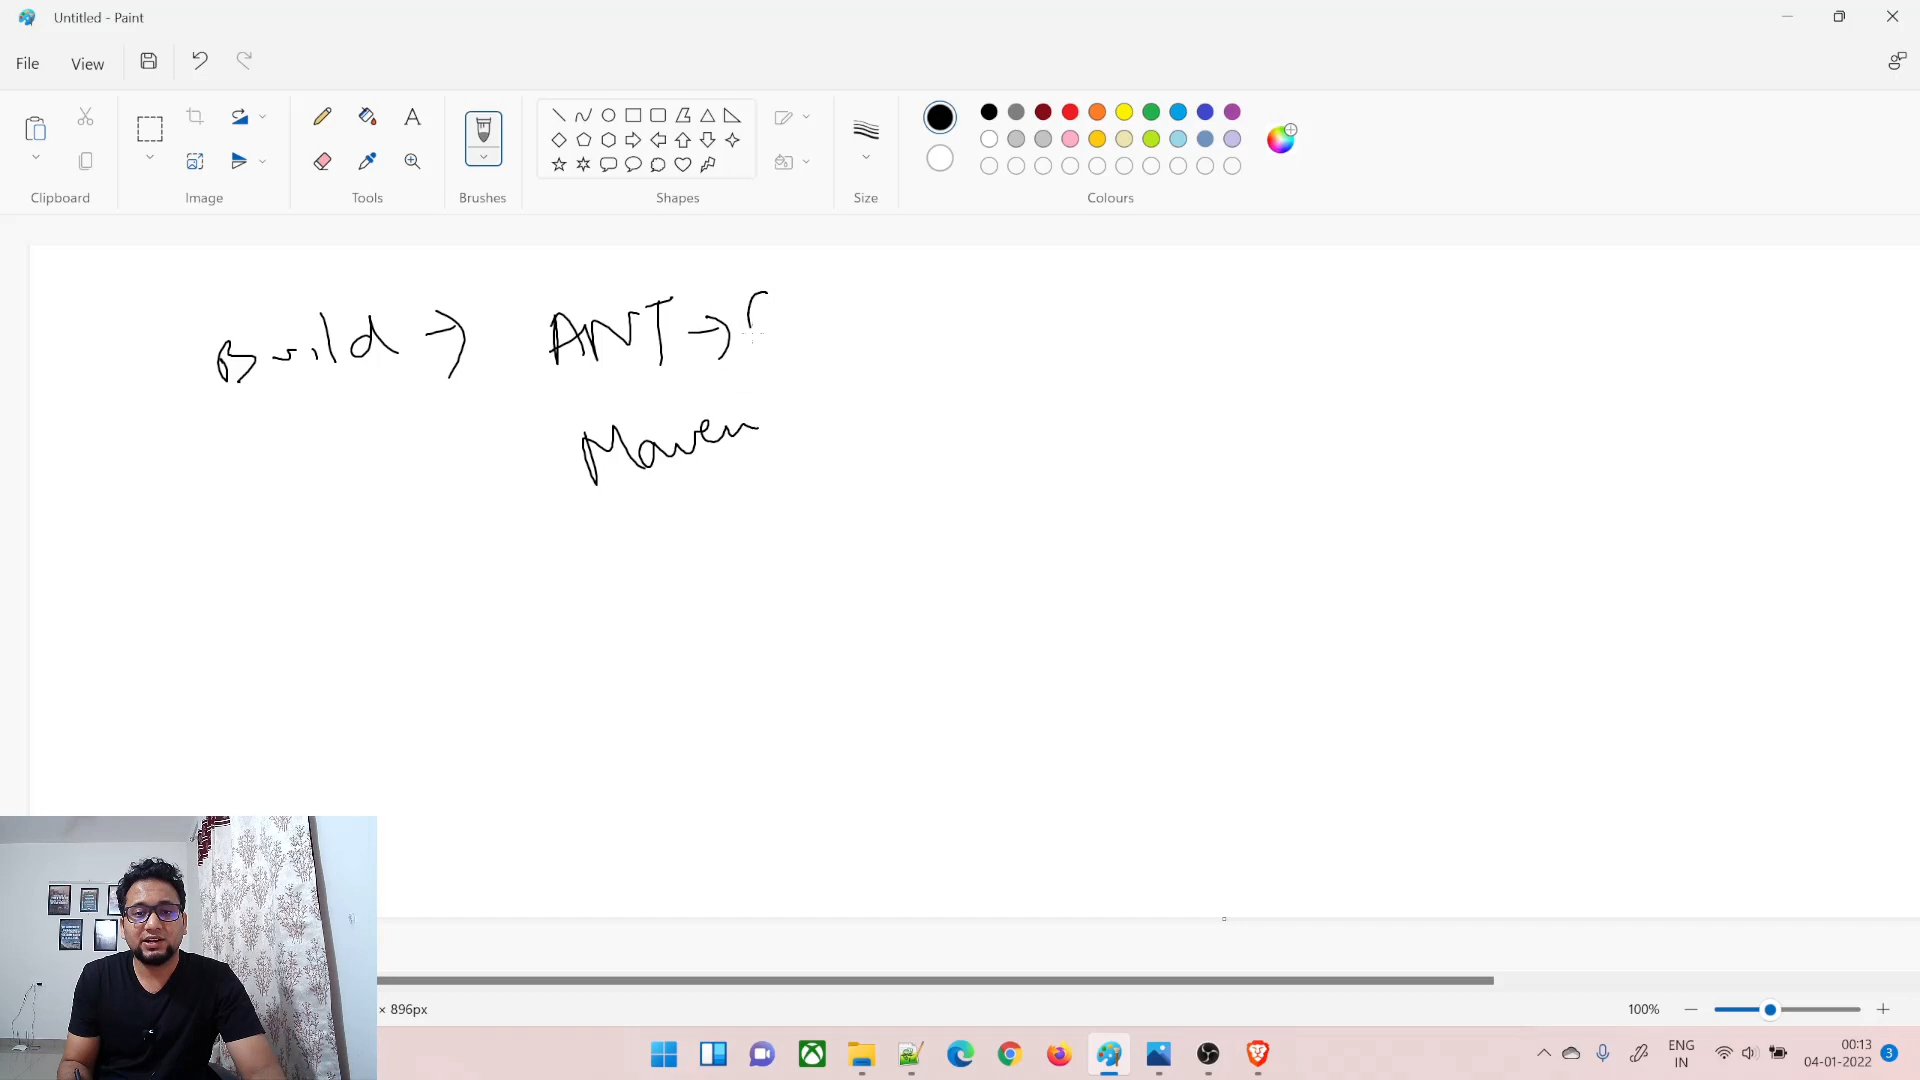 Untitled - Paint
File
View
Clipboard
Image
Tools
Brushes
Shapes
Size
Colours
Build → ANT →
Maven
× 896px
100%
ENG
IN
00:13
04-01-2022
3